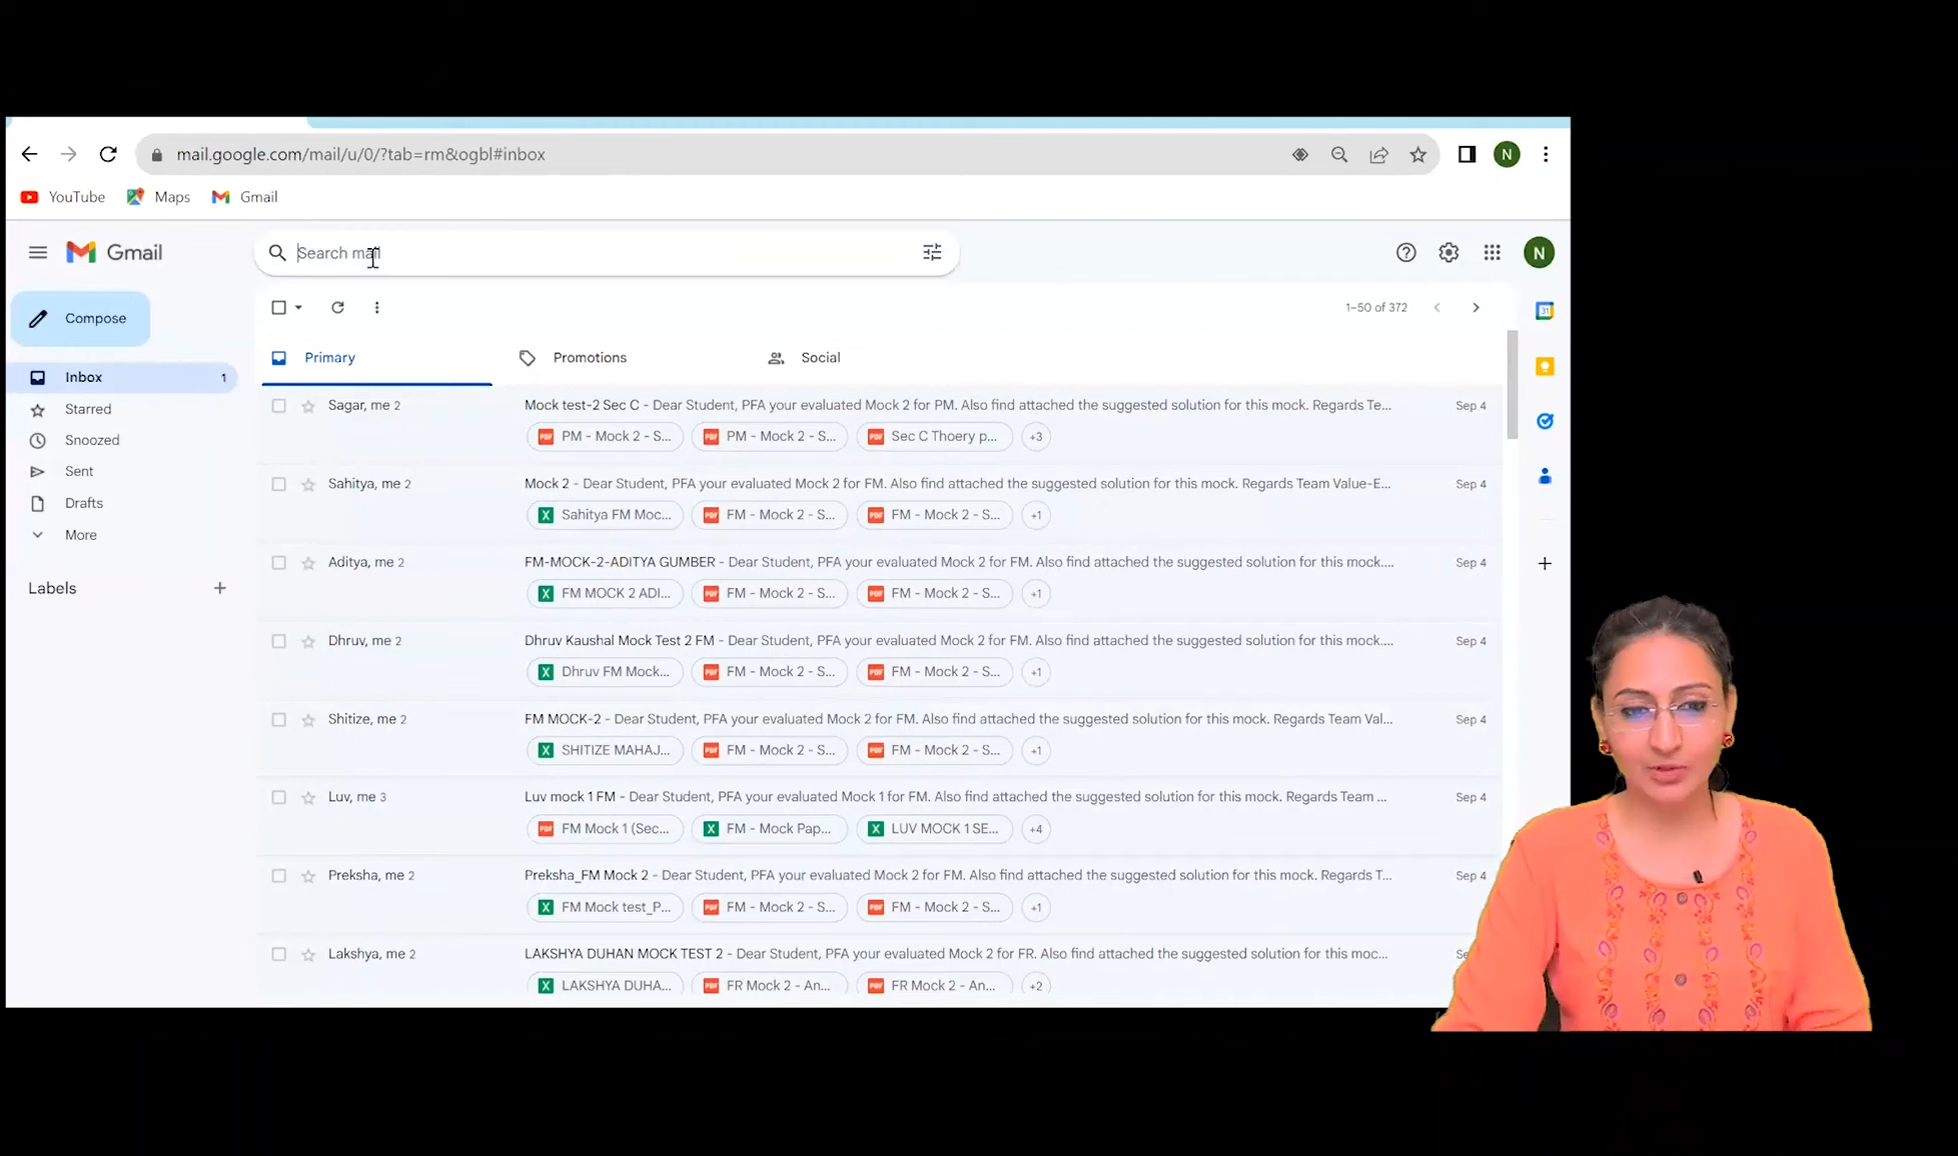 mail.google.com/mail/u/0/?tab=rm&ogbl#inbox
N
YouTube Maps Gmail
Gmail
Search mail
N
Compose
1-50 of 372
Primary Promotions Social
Inbox 1
Starred
Snoozed
Sent
Drafts
More
Labels
Sagar, me 2 Mock test-2 Sec C - Dear Student, PFA your evaluated Mock 2 for PM. Also find attached the suggested solution for this mock. Regards Te... Sep 4
PDF PM - Mock 2 - S... PDF PM - Mock 2 - S... PDF Sec C Thoery p... +3
Sahitya, me 2 Mock 2 - Dear Student, PFA your evaluated Mock 2 for FM. Also find attached the suggested solution for this mock. Regards Team Value-E... Sep 4
X Sahitya FM Moc... PDF FM - Mock 2 - S... PDF FM - Mock 2 - S... +1
Aditya, me 2 FM-MOCK-2-ADITYA GUMBER - Dear Student, PFA your evaluated Mock 2 for FM. Also find attached the suggested solution for this mock.... Sep 4
X FM MOCK 2 ADI... PDF FM - Mock 2 - S... PDF FM - Mock 2 - S... +1
Dhruv, me 2 Dhruv Kaushal Mock Test 2 FM - Dear Student, PFA your evaluated Mock 2 for FM. Also find attached the suggested solution for this mock.... Sep 4
X Dhruv FM Mock... PDF FM - Mock 2 - S... PDF FM - Mock 2 - S... +1
Shitize, me 2 FM MOCK-2 - Dear Student, PFA your evaluated Mock 2 for FM. Also find attached the suggested solution for this mock. Regards Team Val... Sep 4
X SHITIZE MAHAJ... PDF FM - Mock 2 - S... PDF FM - Mock 2 - S... +1
Luv, me 3 Luv mock 1 FM - Dear Student, PFA your evaluated Mock 1 for FM. Also find attached the suggested solution for this mock. Regards Team ... Sep 4
PDF FM Mock 1 (Sec... X FM - Mock Pap... X LUV MOCK 1 SE... +4
Preksha, me 2 Preksha_FM Mock 2 - Dear Student, PFA your evaluated Mock 2 for FM. Also find attached the suggested solution for this mock. Regards T... Sep 4
X FM Mock test_P... PDF FM - Mock 2 - S... PDF FM - Mock 2 - S... +1
Lakshya, me 2 LAKSHYA DUHAN MOCK TEST 2 - Dear Student, PFA your evaluated Mock 2 for FR. Also find attached the suggested solution for this moc...
X LAKSHYA DUHA... PDF FR Mock 2 - An... PDF FR Mock 2 - An... +2
31